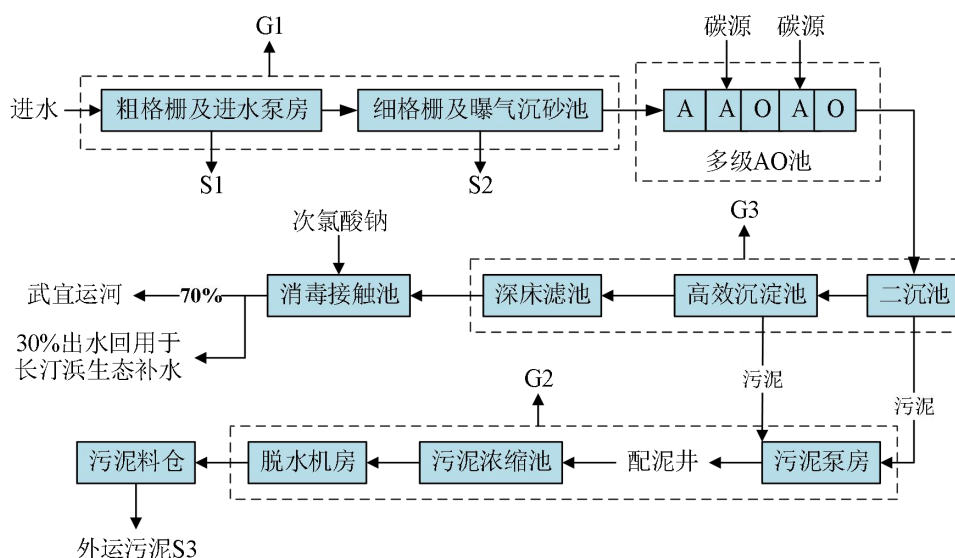 G1
碳源
碳源
进水
粗格栅及进水泵房
细格栅及曝气沉砂池
A
A
O
A
O
多级AO池
S1
S2
次氯酸钠
G3
武宜运河
70%
消毒接触池
深床滤池
高效沉淀池
二沉池
30%出水回用于
长汀浜生态补水
G2
污泥
污泥
污泥料仓
脱水机房
污泥浓缩池
配泥井
污泥泵房
外运污泥S3